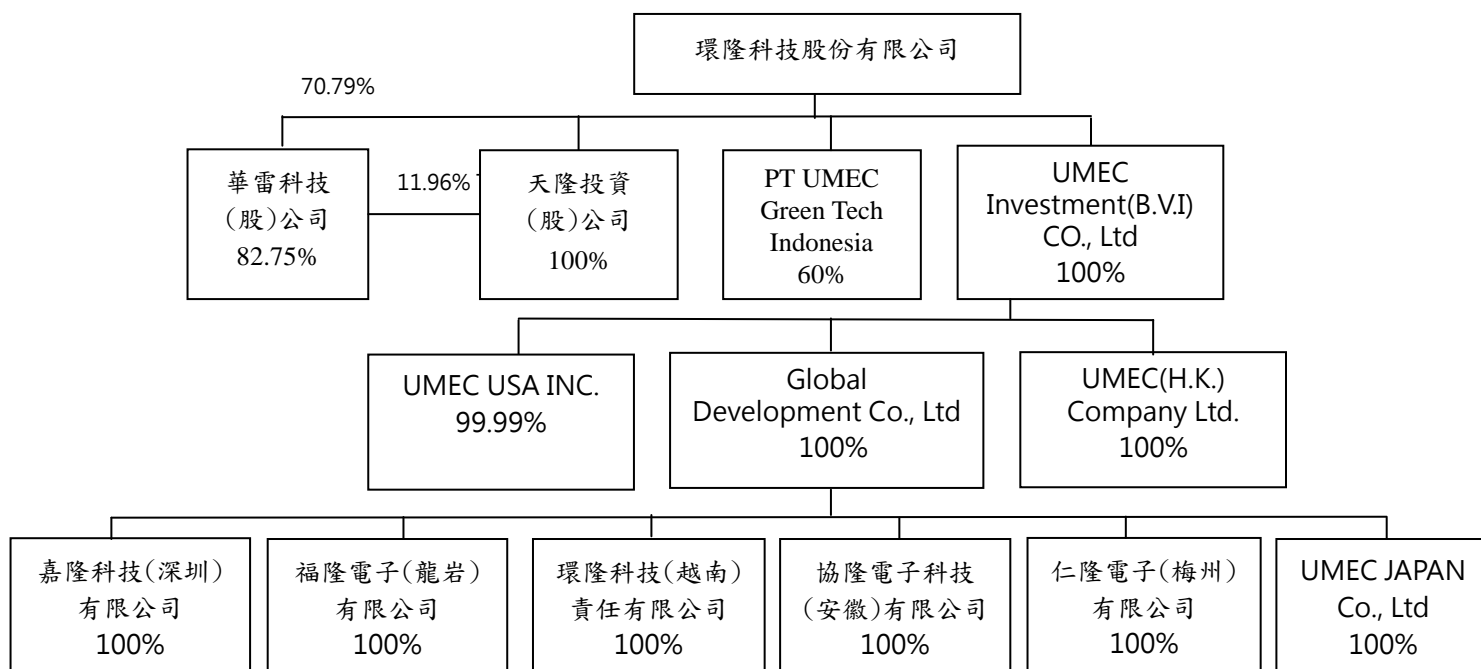 環隆科技股份有限公司
70.79%
華雷科技
(股)公司
82.75%
11.96%
天隆投資
(股)公司
100%
PT UMEC
Green Tech
Indonesia
60%
UMEC
Investment(B.V.I)
CO., Ltd
100%
UMEC USA INC.
99.99%
Global
Development Co., Ltd
100%
UMEC(H.K.)
Company Ltd.
100%
嘉隆科技(深圳)
有限公司
100%
福隆電子(龍岩)
有限公司
100%
環隆科技(越南)
責任有限公司
100%
協隆電子科技
(安徽)有限公司
100%
仁隆電子(梅州)
有限公司
100%
UMEC JAPAN
Co., Ltd
100%